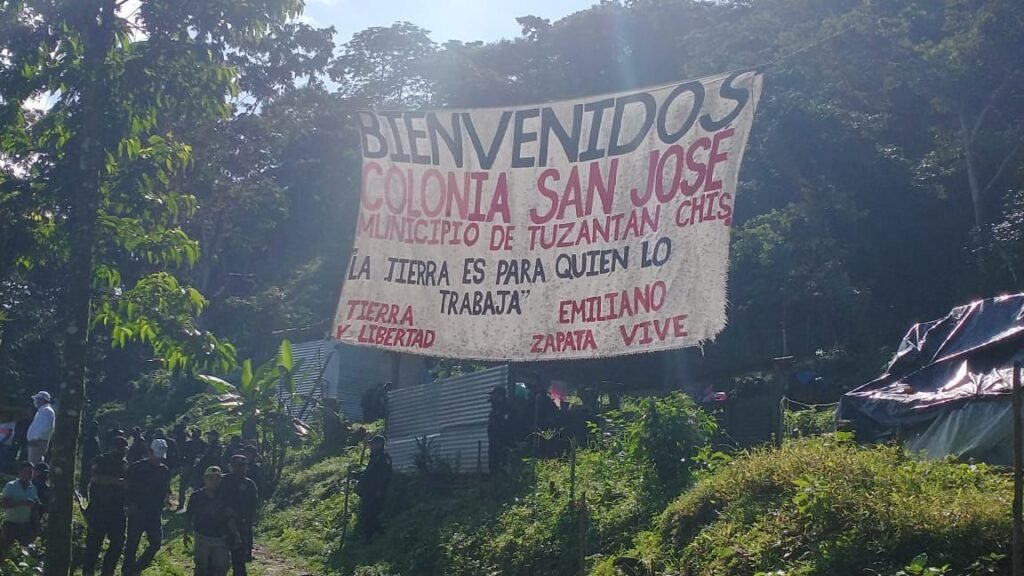 BIENVENIDOS
COLONIA SAN JOSÉ
MUNICIPIO DE TUZANTAN CHIS.
"LA TIERRA ES PARA QUIEN LO
TRABAJA"
TIERRA
Y LIBERTAD
EMILIANO
ZAPATA VIVE